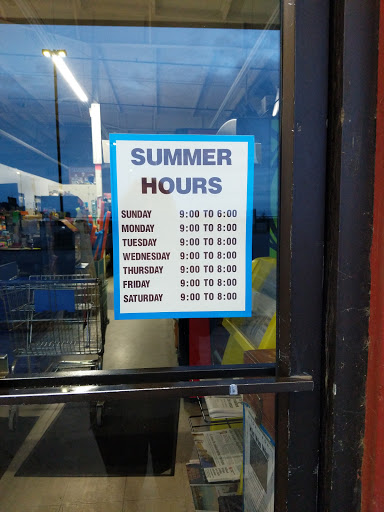 SUMMER
HOURS
SUNDAY 9:00 TO 6:00
MONDAY 9:00 TO 8:00
TUESDAY 9:00 TO 8:00
WEDNESDAY 9:00 TO 8:00
THURSDAY 9:00 TO 8:00
FRIDAY 9:00 TO 8:00
SATURDAY 9:00 TO 8:00